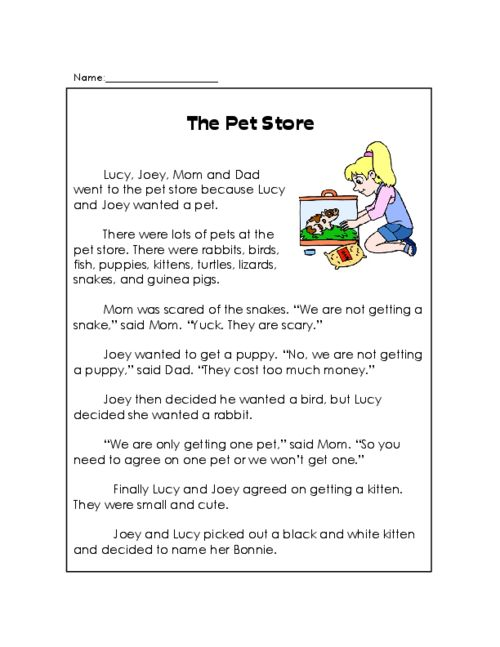 Name:____________________
The Pet Store
Lucy, Joey, Mom and Dad
went to the pet store because Lucy
and Joey wanted a pet.
There were lots of pets at the
pet store. There were rabbits, birds,
fish, puppies, kittens, turtles, lizards,
snakes, and guinea pigs.
Mom was scared of the snakes. “We are not getting a
snake,” said Mom. “Yuck. They are scary.”
Joey wanted to get a puppy. “No, we are not getting
a puppy,” said Dad. “They cost too much money.”
Joey then decided he wanted a bird, but Lucy
decided she wanted a rabbit.
“We are only getting one pet,” said Mom. “So you
need to agree on one pet or we won’t get one.”
Finally Lucy and Joey agreed on getting a kitten.
They were small and cute.
Joey and Lucy picked out a black and white kitten
and decided to name her Bonnie.